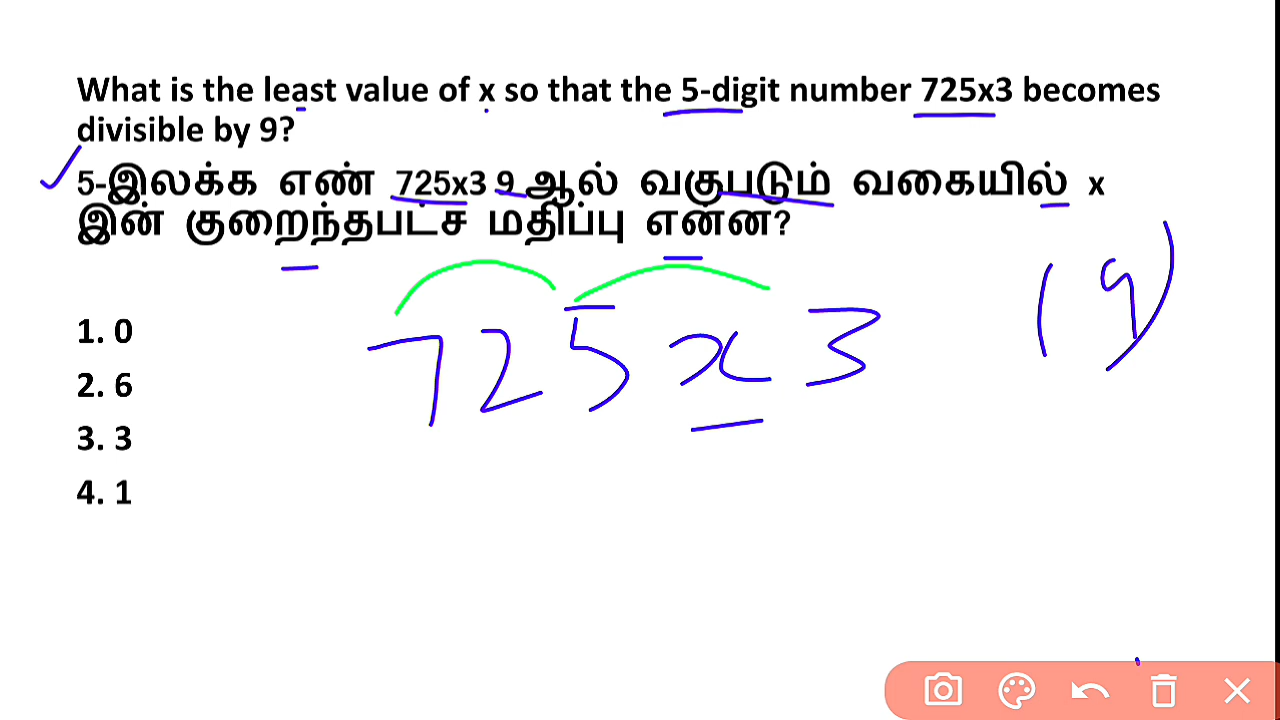 What is the least value of x so that the 5-digit number 725x3 becomes
divisible by 9?
5-இலக்க எண் 725x3 9 ஆல் வகுபடும் வகையில் x
இன் குறைந்தபட்ச மதிப்பு என்ன?
725x3 (9)
1. 0
2. 6
3. 3
4. 1